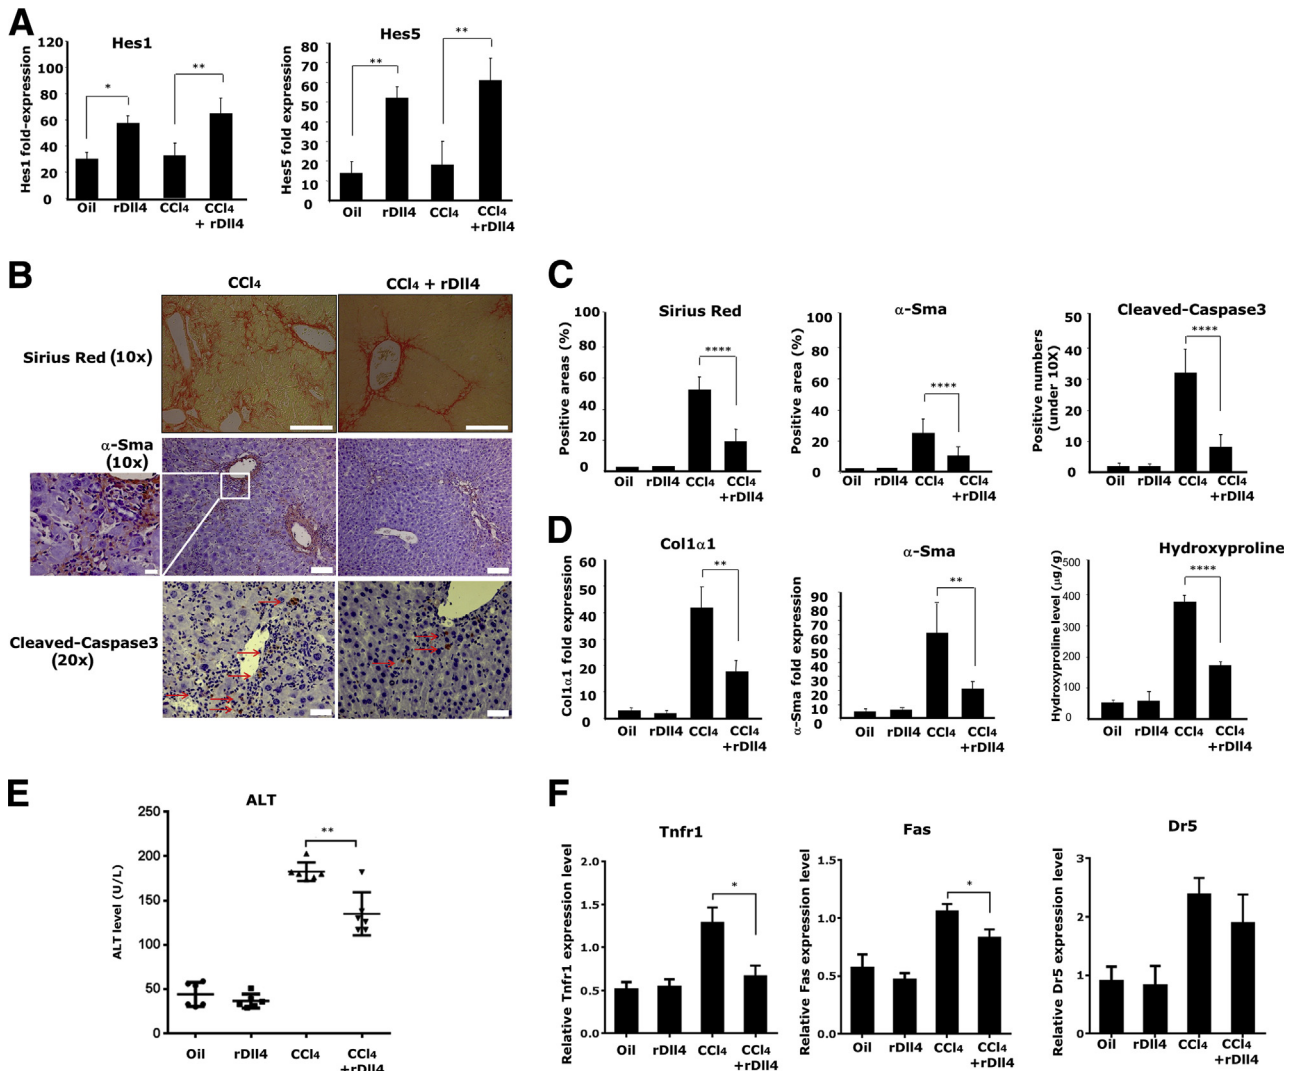 A
Hes1
Hes1 fold-expression
120
100
80
60
40
20
0
*
**
Oil
rDll4
CCl₄
CCl₄
+ rDll4
Hes5
Hes5 fold expression
80
70
60
50
40
30
20
10
0
**
**
Oil
rDll4
CCl₄
CCl₄
+rDll4
B
CCl₄
CCl₄ + rDll4
Sirius Red (10x)
α-Sma
(10x)
Cleaved-Caspase3
(20x)
C
Sirius Red
Positive areas (%)
100
80
60
40
20
0
****
Oil
rDll4
CCl₄
CCl₄
+rDll4
α-Sma
Positive area (%)
100
80
60
40
20
0
****
Oil
rDll4
CCl₄
CCl₄
+rDll4
Cleaved-Caspase3
Positive numbers
(under 10X)
50
40
30
20
10
0
****
Oil
rDll4
CCl₄
CCl₄
+rDll4
D
Col1α1
Col1α1 fold expression
60
50
40
30
20
10
0
**
Oil
rDll4
CCl₄
CCl₄
+rDll4
α-Sma
α-Sma fold expression
90
80
70
60
50
40
30
20
10
0
**
Oil
rDll4
CCl₄
CCl₄
+rDll4
Hydroxyproline
Hydroxyproline level (μg/g)
500
400
300
200
100
0
****
Oil
rDll4
CCl₄
CCl₄
+rDll4
E
ALT
ALT level (U/L)
250
200
150
100
50
0
**
Oil
rDll4
CCl₄
CCl₄
+rDll4
F
Tnfr1
Relative Tnfr1 expression level
2.0
1.5
1.0
0.5
0.0
*
Oil
rDll4
CCl₄
CCl₄
+rDll4
Fas
Relative Fas expression level
1.5
1.0
0.5
0.0
*
Oil
rDll4
CCl₄
CCl₄
+rDll4
Dr5
Relative Dr5 expression level
3
2
1
0
Oil
rDll4
CCl₄
CCl₄
+rDll4